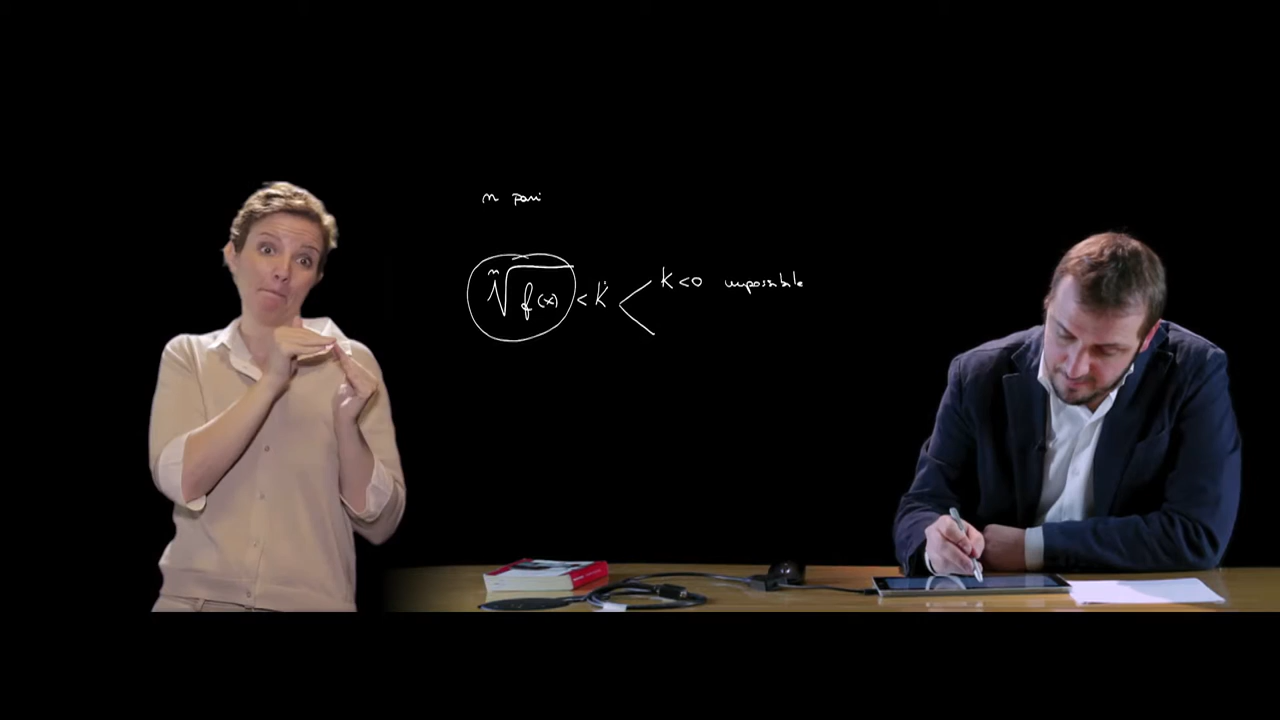 n pari
ⁿ√f(x) < K
K<0 impossibile